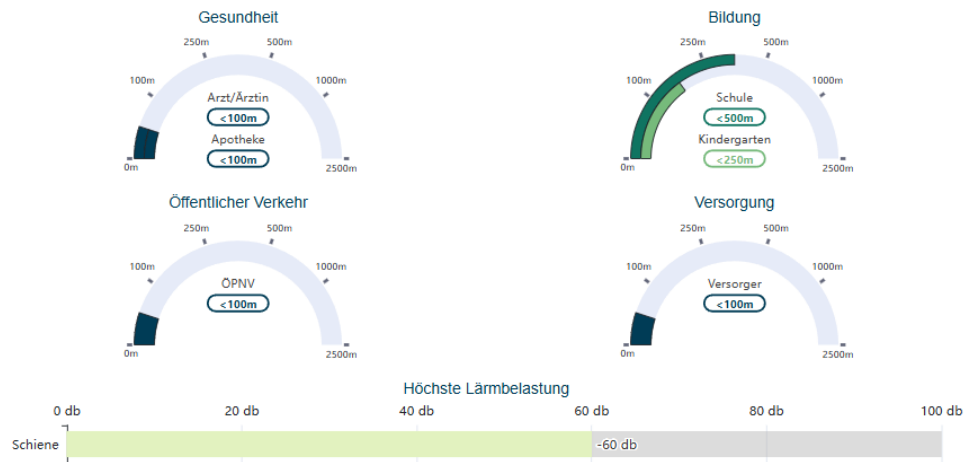 Gesundheit
250m
500m
100m
1000m
Arzt/Ärztin
<100m
Apotheke
<100m
0m
2500m
Bildung
250m
500m
100m
1000m
Schule
<500m
Kindergarten
<250m
0m
2500m
Öffentlicher Verkehr
250m
500m
100m
1000m
ÖPNV
<100m
0m
2500m
Versorgung
250m
500m
100m
1000m
Versorger
<100m
0m
2500m
Höchste Lärmbelastung
0 db 20 db 40 db 60 db 80 db 100 db
Schiene -60 db